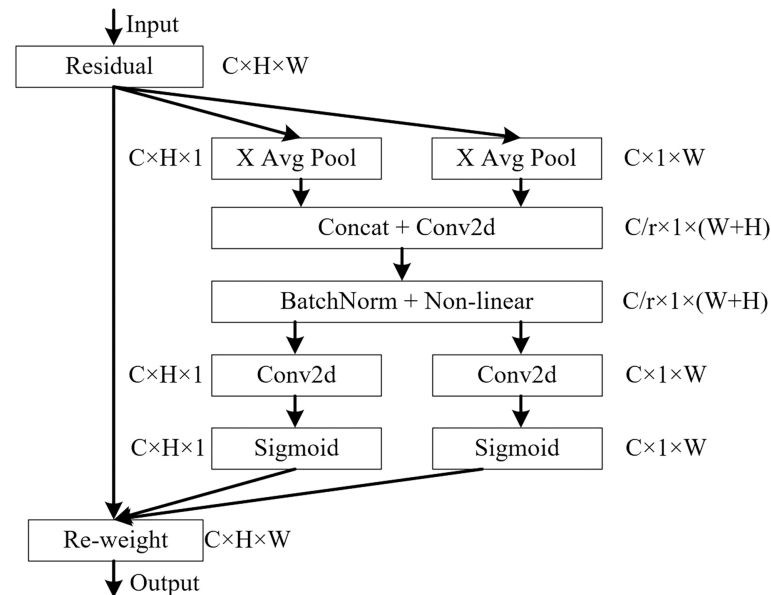 Input
Residual C×H×W
C×H×1 X Avg Pool X Avg Pool C×1×W
Concat + Conv2d C/r×1×(W+H)
BatchNorm + Non-linear C/r×1×(W+H)
C×H×1 Conv2d Conv2d C×1×W
C×H×1 Sigmoid Sigmoid C×1×W
Re-weight C×H×W
Output